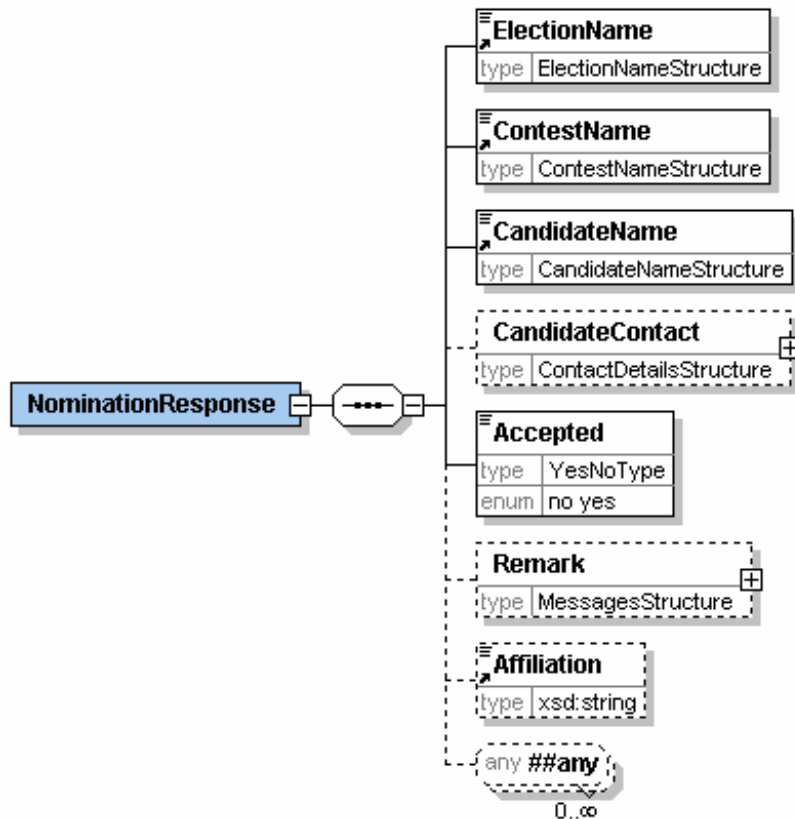 ElectionName
type ElectionNameStructure
ContestName
type ContestNameStructure
CandidateName
type CandidateNameStructure
CandidateContact
type ContactDetailsStructure
NominationResponse
Accepted
type YesNoType
enum no yes
Remark
type MessagesStructure
Affiliation
type xsd:string
any ##any
0..∞